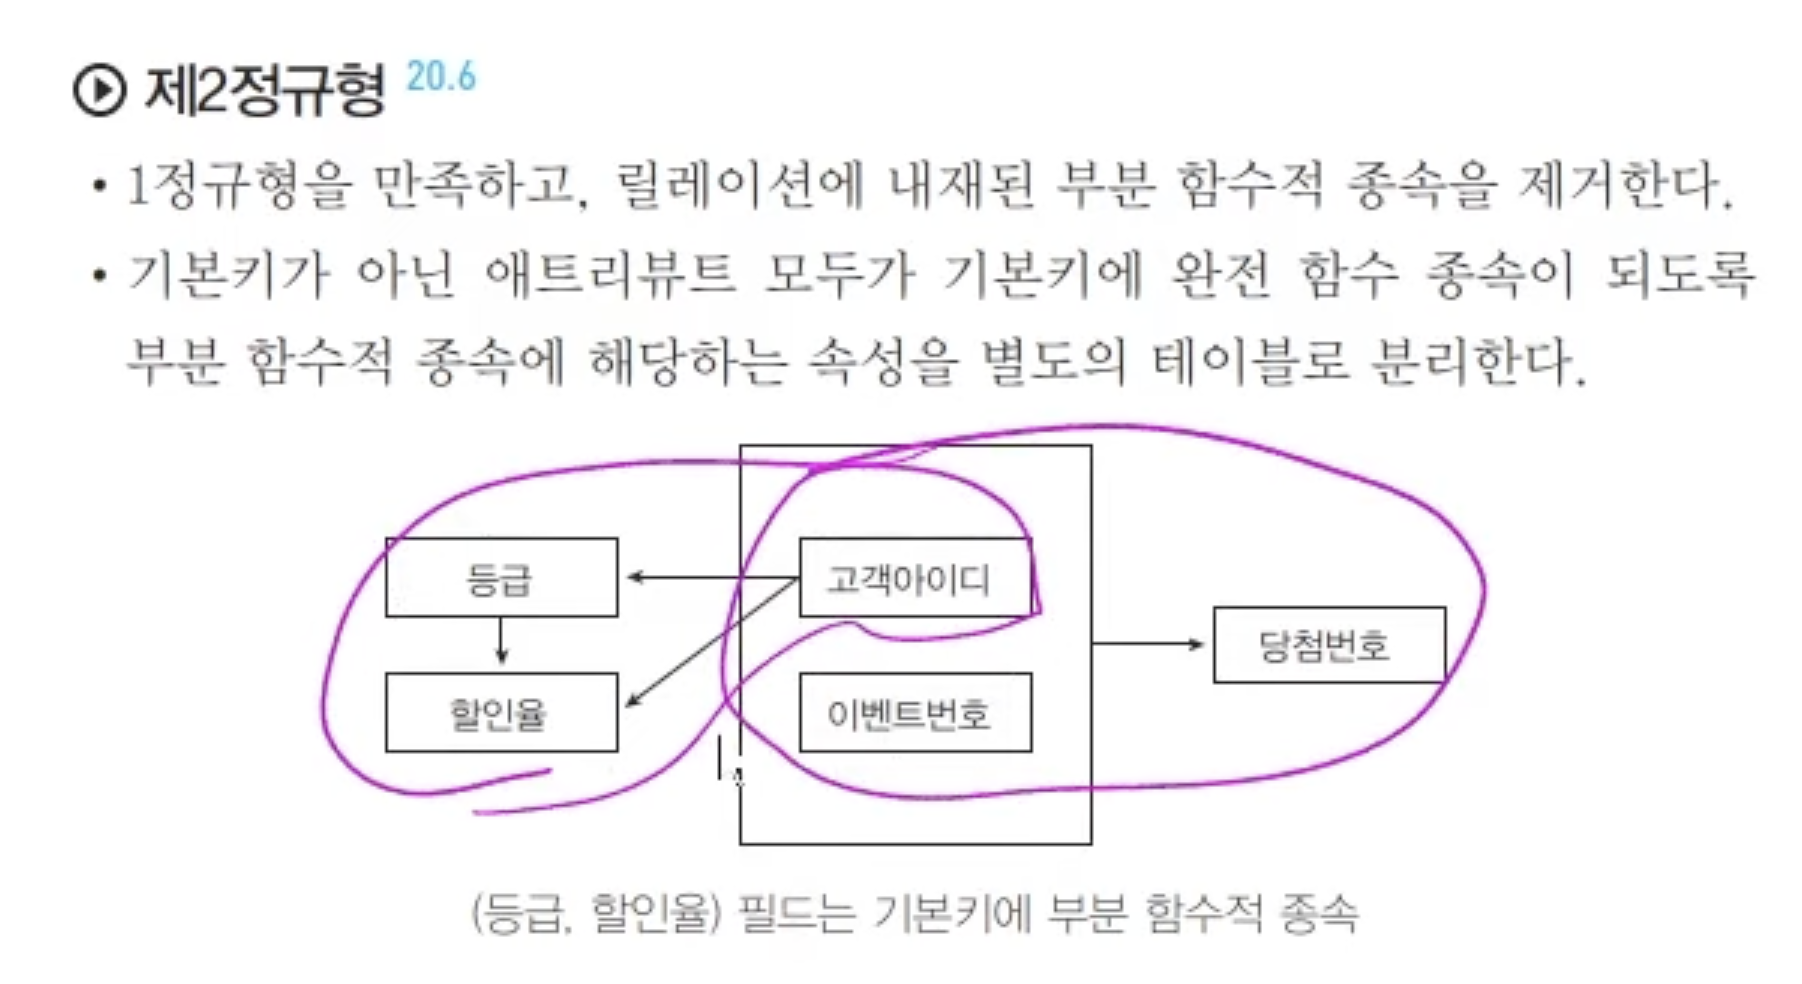 제2정규형 20.6
• 1정규형을 만족하고, 릴레이션에 내재된 부분 함수적 종속을 제거한다.
• 기본키가 아닌 애트리뷰트 모두가 기본키에 완전 함수 종속이 되도록
부분 함수적 종속에 해당하는 속성을 별도의 테이블로 분리한다.
등급
고객아이디
당첨번호
할인율
이벤트번호
(등급, 할인율) 필드는 기본키에 부분 함수적 종속